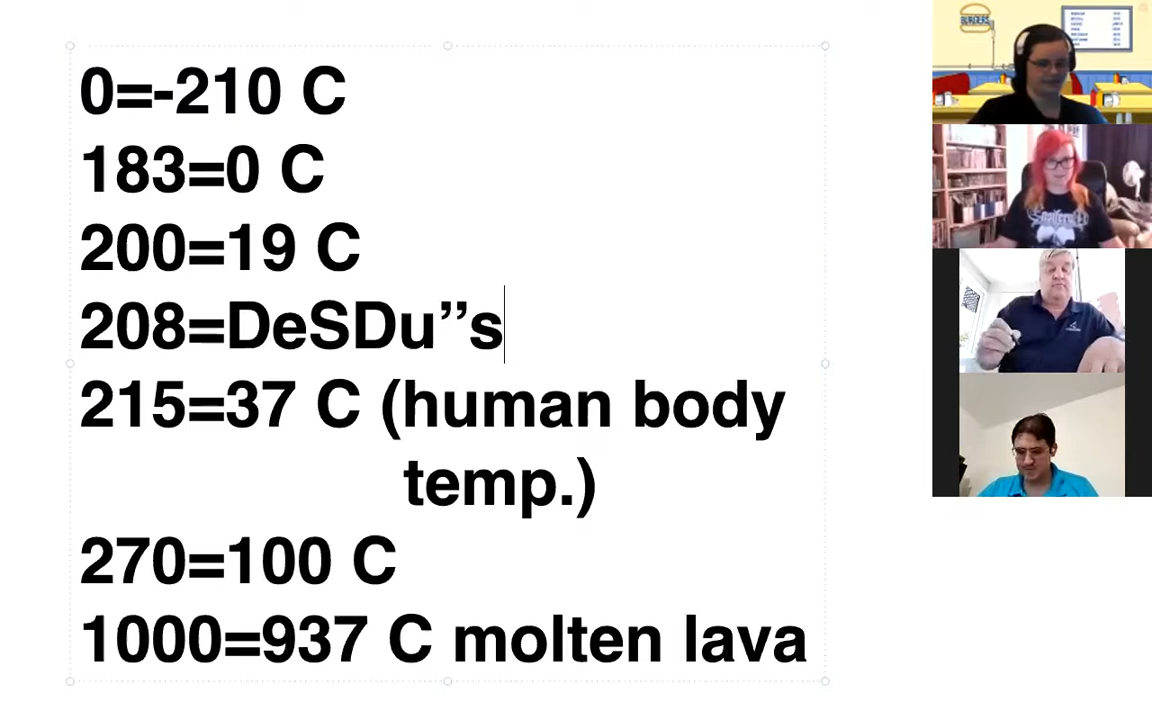 0=-210 C
183=0 C
200=19 C
208=DeSDu’’s
215=37 C (human body
temp.)
270=100 C
1000=937 C molten lava
BURGERS